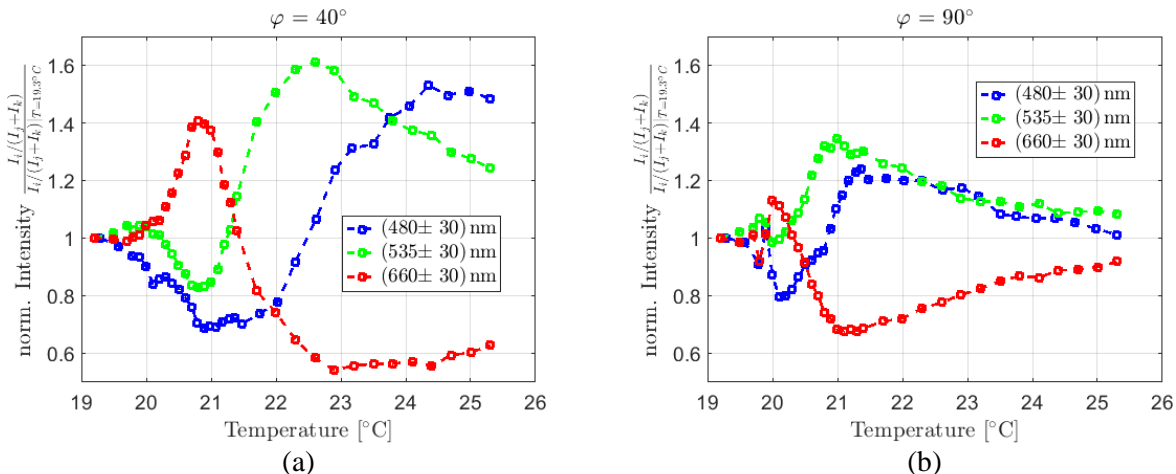 φ = 40°
norm. Intensity I_i/(I_j+I_k) / I_i/(I_j+I_k)|T=19.3°C
1.6
1.4
1.2
1
0.8
0.6
(480± 30) nm
(535± 30) nm
(660± 30) nm
19 20 21 22 23 24 25 26
Temperature [°C]
(a)
φ = 90°
norm. Intensity I_i/(I_j+I_k) / I_i/(I_j+I_k)|T=19.3°C
1.6
1.4
1.2
1
0.8
0.6
(480± 30) nm
(535± 30) nm
(660± 30) nm
19 20 21 22 23 24 25 26
Temperature [°C]
(b)